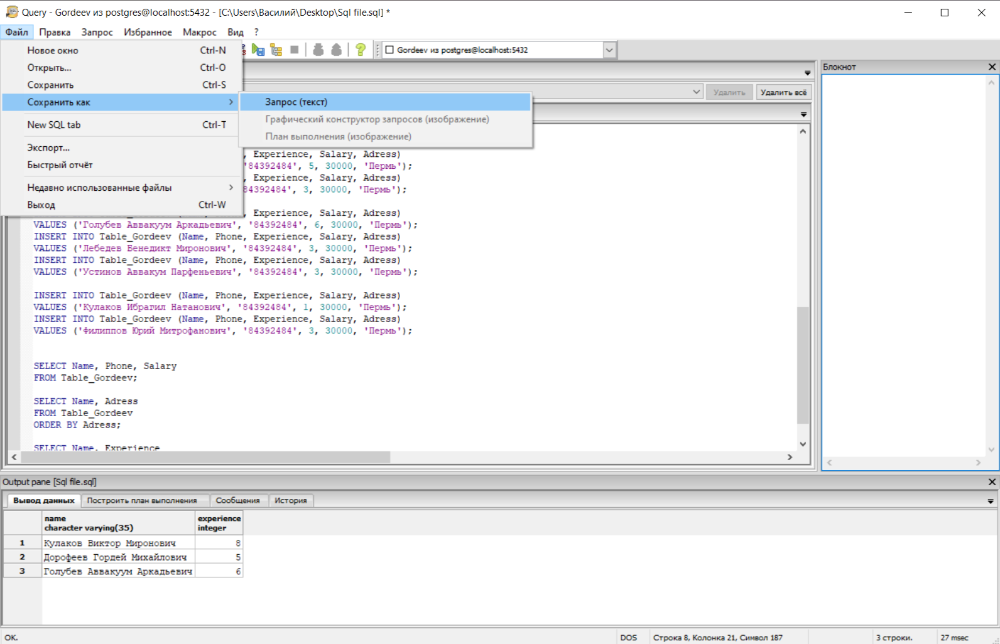 Query - Gordeev из postgres@localhost:5432 - [C:\Users\Василий\Desktop\Sql file.sql] *
Файл Правка Запрос Избранное Макрос Вид ?
Новое окно Ctrl-N
Открыть... Ctrl-O
Сохранить Ctrl-S
Сохранить как
New SQL tab Ctrl-T
Экспорт...
Быстрый отчёт
Недавно использованные файлы
Выход Ctrl-W
Запрос (текст)
Графический конструктор запросов (изображение)
План выполнения (изображение)
Gordeev из postgres@localhost:5432
Удалить Удалить всё
Блокнот
, Experience, Salary, Adress)
'84392484', 5, 30000, 'Пермь');
, Experience, Salary, Adress)
84392484', 3, 30000, 'Пермь');
, Experience, Salary, Adress)
VALUES ('Голубев Аввакуум Аркадьевич', '84392484', 6, 30000, 'Пермь');
INSERT INTO Table_Gordeev (Name, Phone, Experience, Salary, Adress)
VALUES ('Лебедев Бенедикт Миронович', '84392484', 3, 30000, 'Пермь');
INSERT INTO Table_Gordeev (Name, Phone, Experience, Salary, Adress)
VALUES ('Устинов Аввакум Парфеньевич', '84392484', 3, 30000, 'Пермь');
INSERT INTO Table_Gordeev (Name, Phone, Experience, Salary, Adress)
VALUES ('Кулаков Ибрагил Натанович', '84392484', 1, 30000, 'Пермь');
INSERT INTO Table_Gordeev (Name, Phone, Experience, Salary, Adress)
VALUES ('Филиппов Юрий Митрофанович', '84392484', 3, 30000, 'Пермь');
SELECT Name, Phone, Salary
FROM Table_Gordeev;
SELECT Name, Adress
FROM Table_Gordeev
ORDER BY Adress;
SELECT Name, Experience
Output pane [Sql file.sql]
Вывод данных Построить план выполнения Сообщения История
name experience
character varying(35) integer
1 Кулаков Виктор Миронович 8
2 Дорофеев Гордей Михайлович 5
3 Голубев Аввакуум Аркадьевич 6
OK. DOS Строка 8, Колонка 21, Символ 187 3 строки. 27 msec